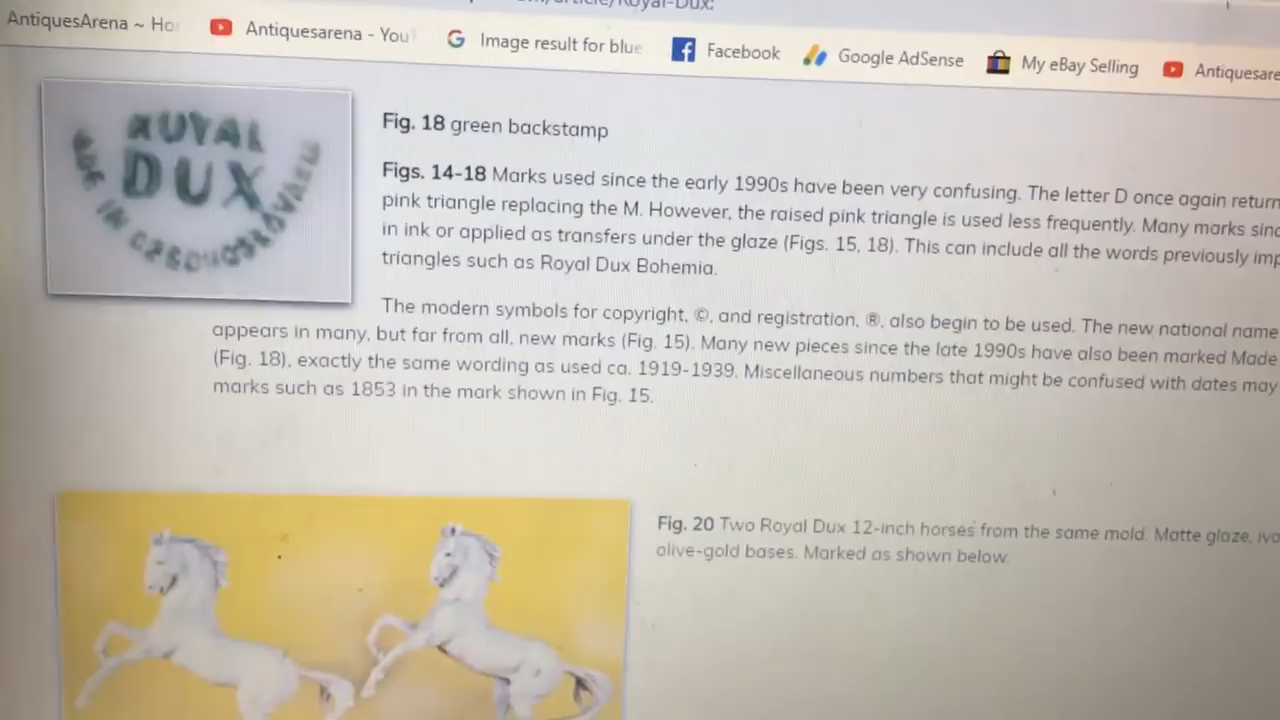 AntiquesArena ~ Ho
Antiquesarena - You
Image result for blue
Facebook
Google AdSense
My eBay Selling
Antiquesare
ROYAL
DUX
ADE IN CZECHOSLOVAKIA
Fig. 18 green backstamp
Figs. 14-18 Marks used since the early 1990s have been very confusing. The letter D once again return
pink triangle replacing the M. However, the raised pink triangle is used less frequently. Many marks sinc
in ink or applied as transfers under the glaze (Figs. 15, 18). This can include all the words previously imp
triangles such as Royal Dux Bohemia.
The modern symbols for copyright, ©, and registration, ®, also begin to be used. The new national name
appears in many, but far from all, new marks (Fig. 15). Many new pieces since the late 1990s have also been marked Made
(Fig. 18), exactly the same wording as used ca. 1919-1939. Miscellaneous numbers that might be confused with dates may
marks such as 1853 in the mark shown in Fig. 15.
Fig. 20 Two Royal Dux 12-inch horses from the same mold. Matte glaze, ivo
olive-gold bases. Marked as shown below.